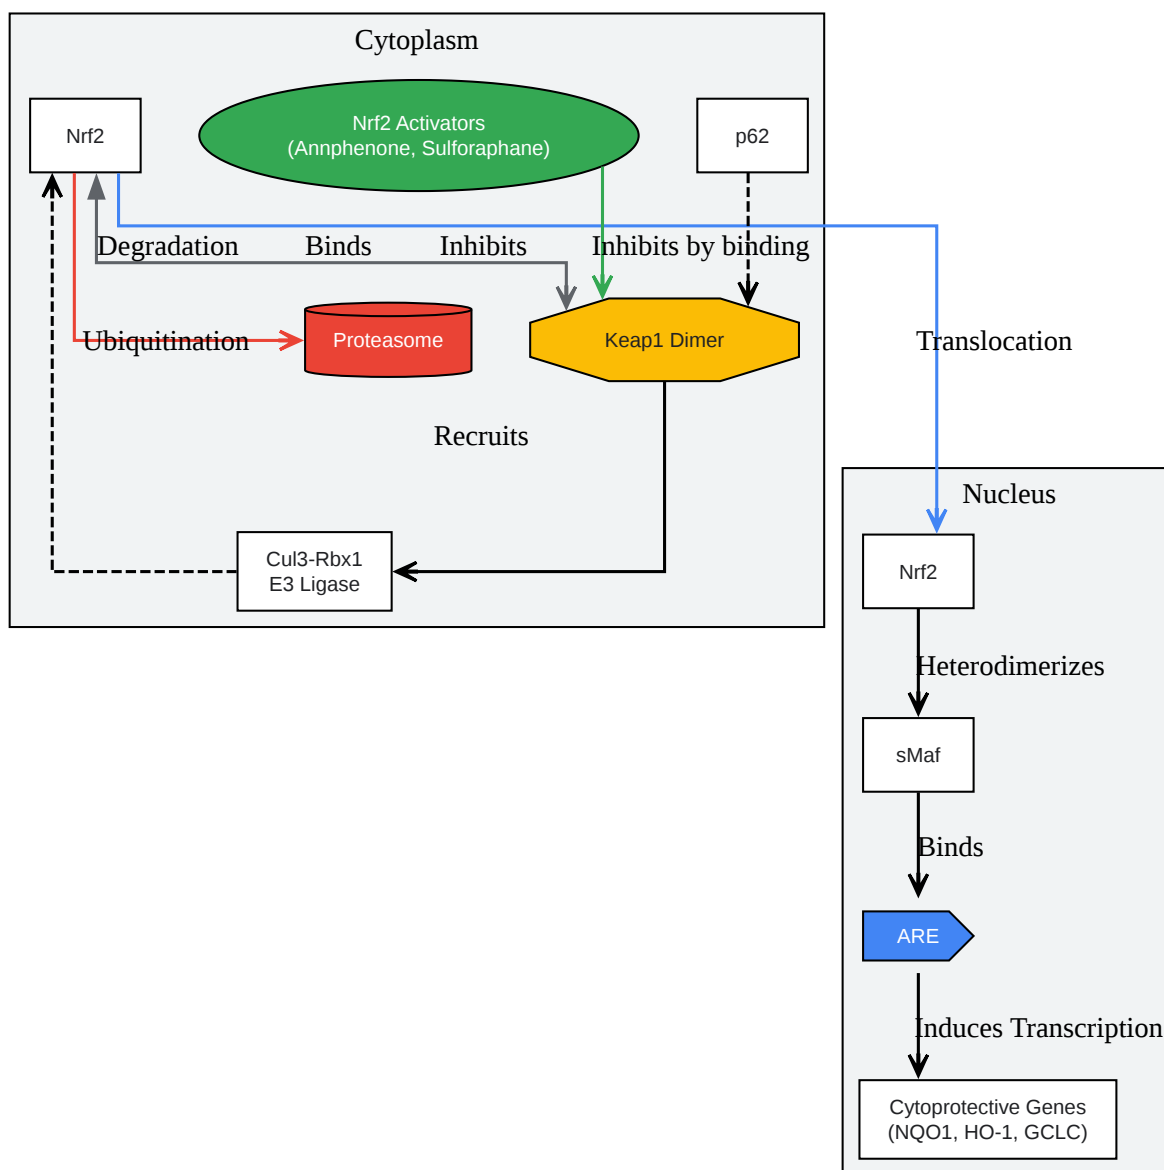 Cytoplasm
Nrf2
Nrf2 Activators
(Annphenone, Sulforaphane)
p62
Degradation
Binds
Inhibits
Inhibits by binding
Ubiquitination
Proteasome
Keap1 Dimer
Translocation
Recruits
Nucleus
Cul3-Rbx1
E3 Ligase
Nrf2
Heterodimerizes
sMaf
Binds
ARE
Induces Transcription
Cytoprotective Genes
(NQO1, HO-1, GCLC)